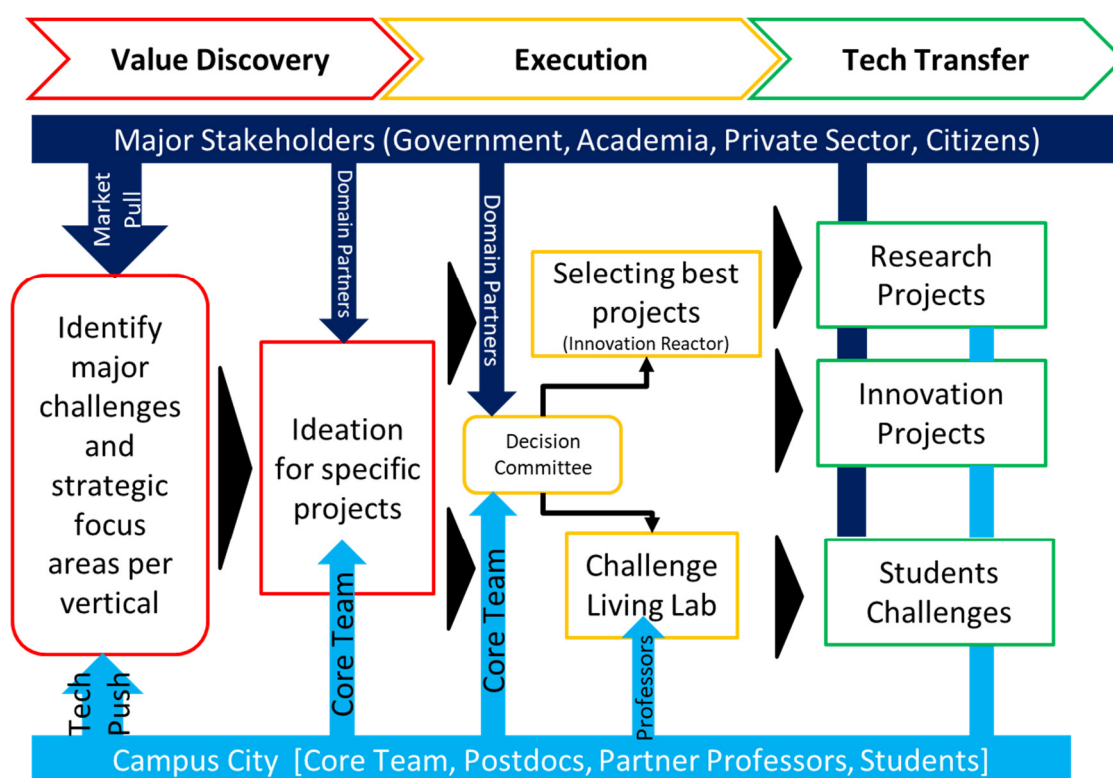 Value Discovery
Execution
Tech Transfer
Major Stakeholders (Government, Academia, Private Sector, Citizens)
Market
Pull
Domain Partners
Domain Partners
Identify
major
challenges
and
strategic
focus
areas per
vertical
Ideation
for specific
projects
Selecting best
projects
(Innovation Reactor)
Decision
Committee
Challenge
Living Lab
Research
Projects
Innovation
Projects
Students
Challenges
Tech
Push
Core Team
Core Team
Professors
Campus City [Core Team, Postdocs, Partner Professors, Students]